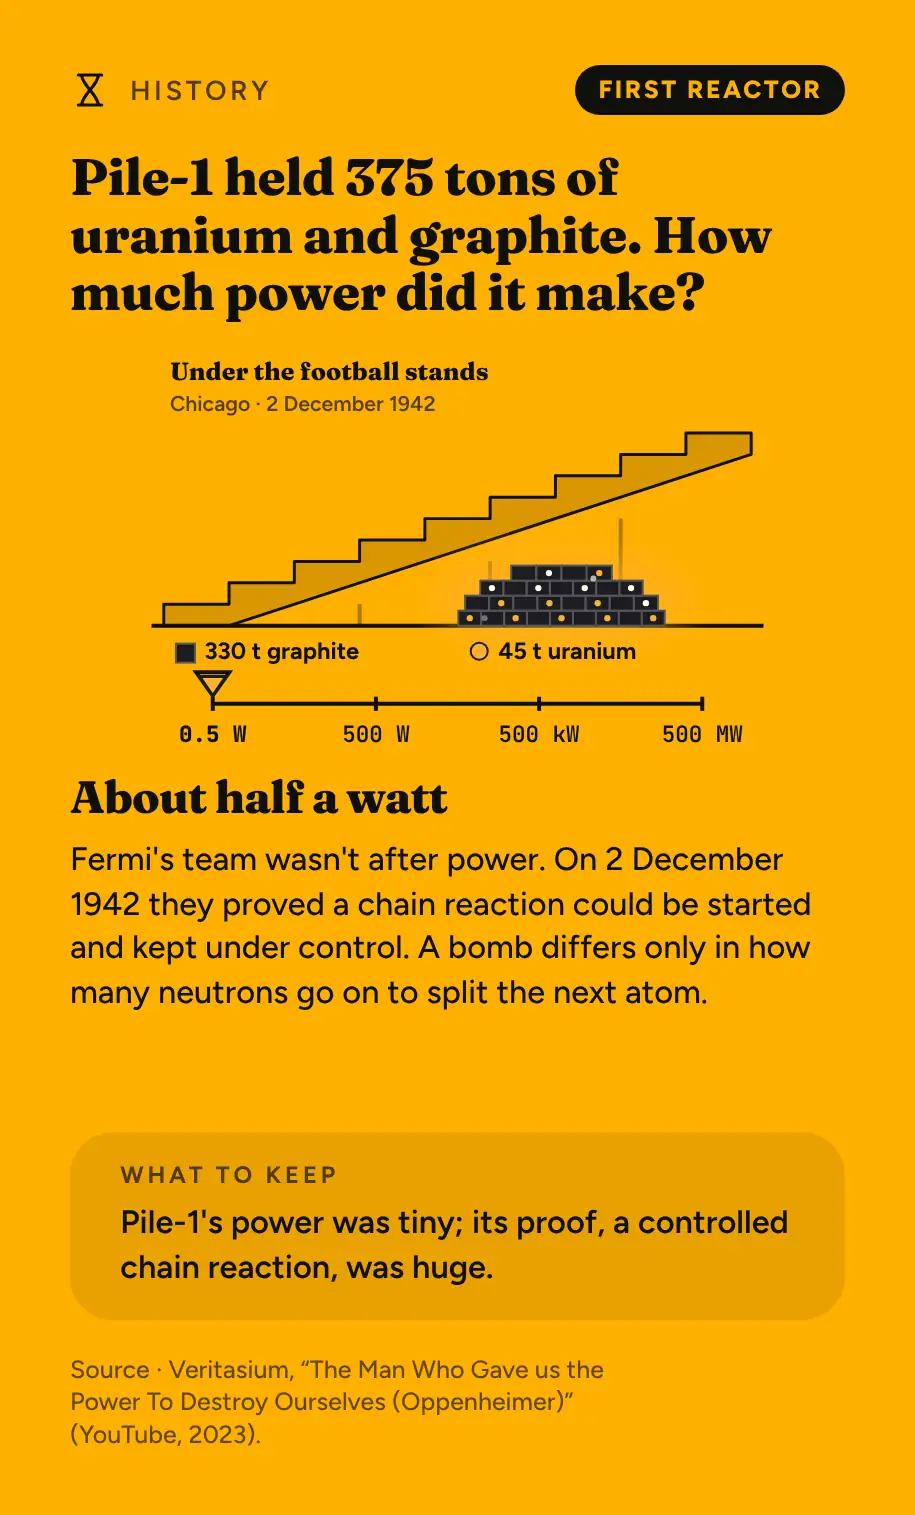 HISTORY
FIRST REACTOR
Pile-1 held 375 tons of
uranium and graphite. How
much power did it make?
Under the football stands
Chicago · 2 December 1942
330 t graphite
45 t uranium
0.5 W
500 W
500 kW
500 MW
About half a watt
Fermi's team wasn't after power. On 2 December
1942 they proved a chain reaction could be started
and kept under control. A bomb differs only in how
many neutrons go on to split the next atom.
WHAT TO KEEP
Pile-1's power was tiny; its proof, a controlled
chain reaction, was huge.
Source · Veritasium, “The Man Who Gave us the
Power To Destroy Ourselves (Oppenheimer)”
(YouTube, 2023).